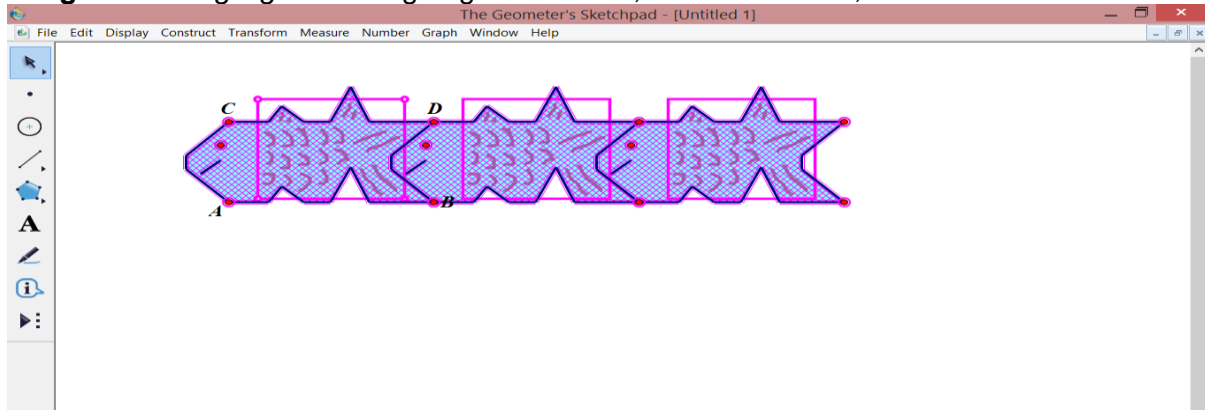 The Geometer's Sketchpad - [Untitled 1]
File Edit Display Construct Transform Measure Number Graph Window Help
C D
A B
A